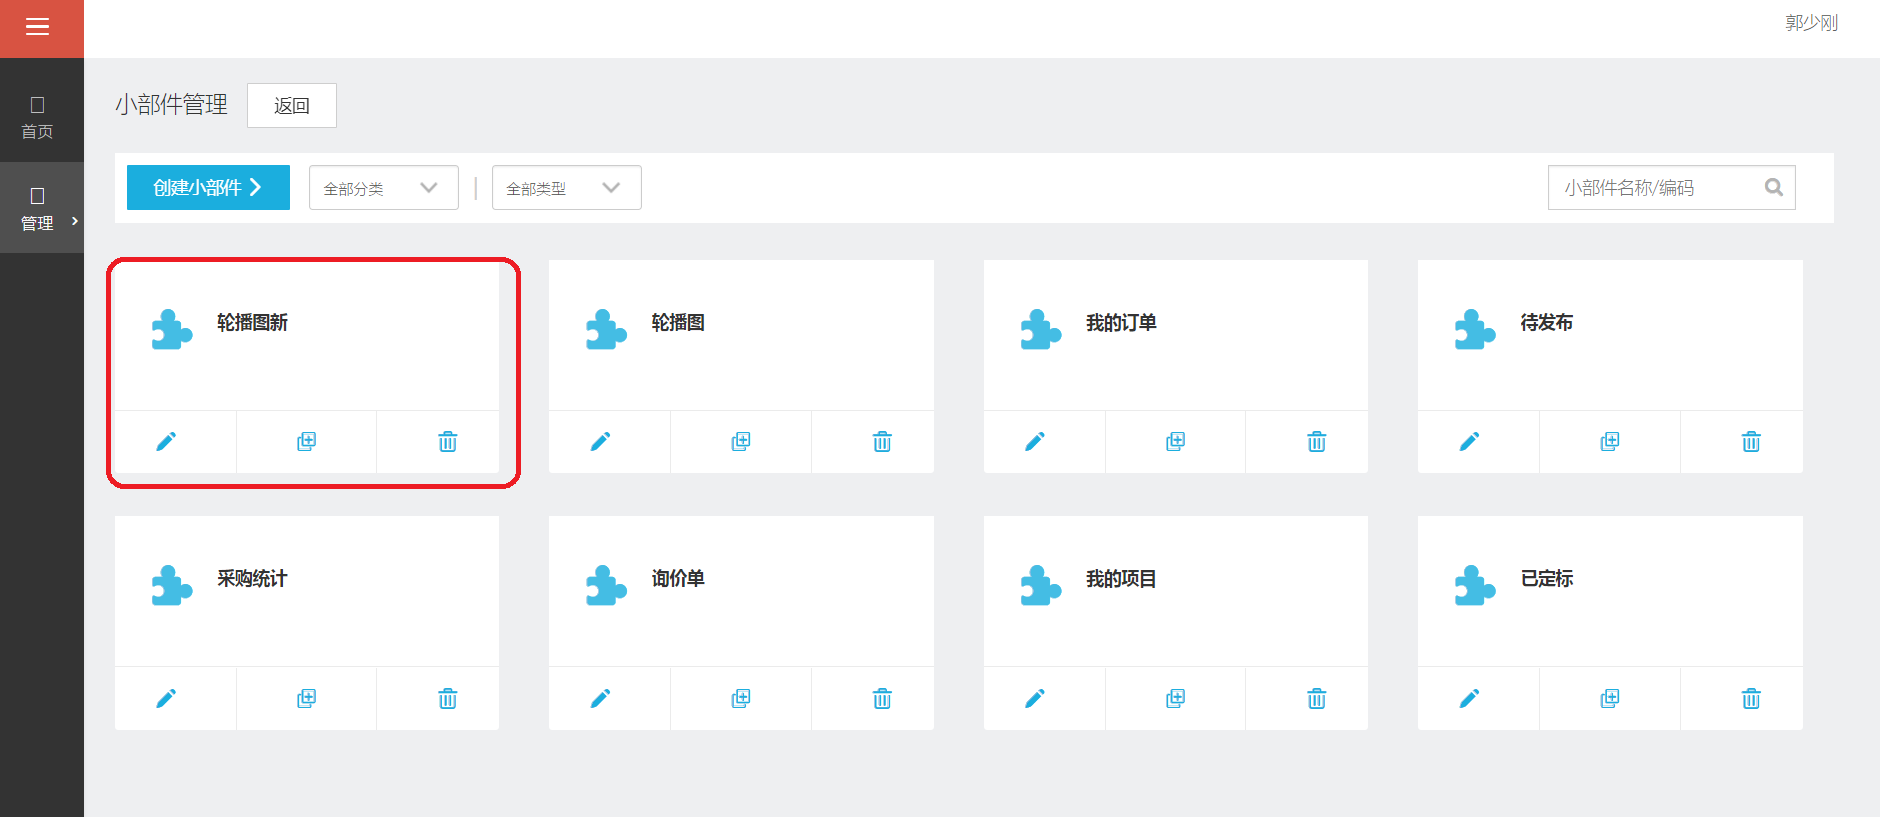 郭少刚
首页
管理
小部件管理
返回
创建小部件
全部分类
全部类型
小部件名称/编码
轮播图新
轮播图
我的订单
待发布
采购统计
询价单
我的项目
已定标